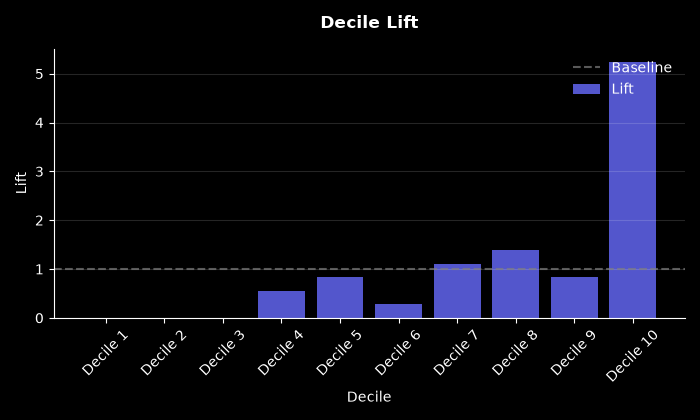 Decile Lift
Baseline
Lift
5
4
3
2
1
0
Lift
Decile 1
Decile 2
Decile 3
Decile 4
Decile 5
Decile 6
Decile 7
Decile 8
Decile 9
Decile 10
Decile